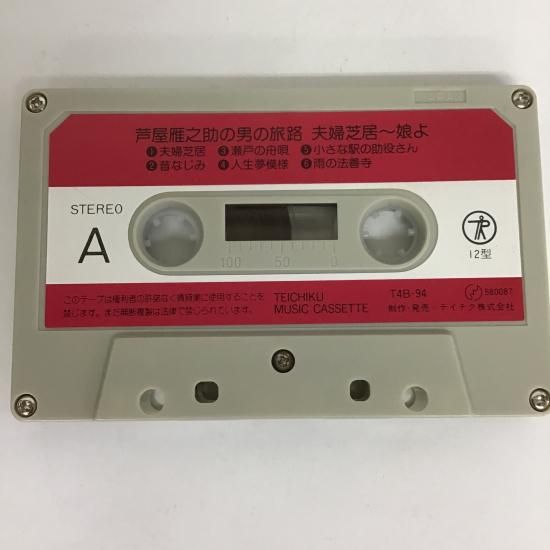 芦屋雁之助の男の旅路 夫婦芝居〜娘よ
❶夫婦芝居 ❸瀬戸の舟唄 ❺小さな駅の助役さん
❷昔なじみ ❹人生夢模様 ❻雨の法善寺
STEREO
A
100 50 0
12型
このテープは権利者の許諾なく賃貸業に使用することを
禁じます。また無断複製は法律で禁じられています。
TEICHIKU
MUSIC CASSETTE
T4B-94
580087
制作・発売-テイチク株式会社